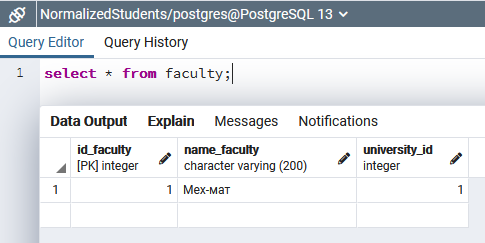 NormalizedStudents/postgres@PostgreSQL 13
Query Editor Query History
1 select * from faculty;
Data Output Explain Messages Notifications
id_faculty name_faculty university_id
[PK] integer character varying (200) integer
1 1 Мех-мат 1